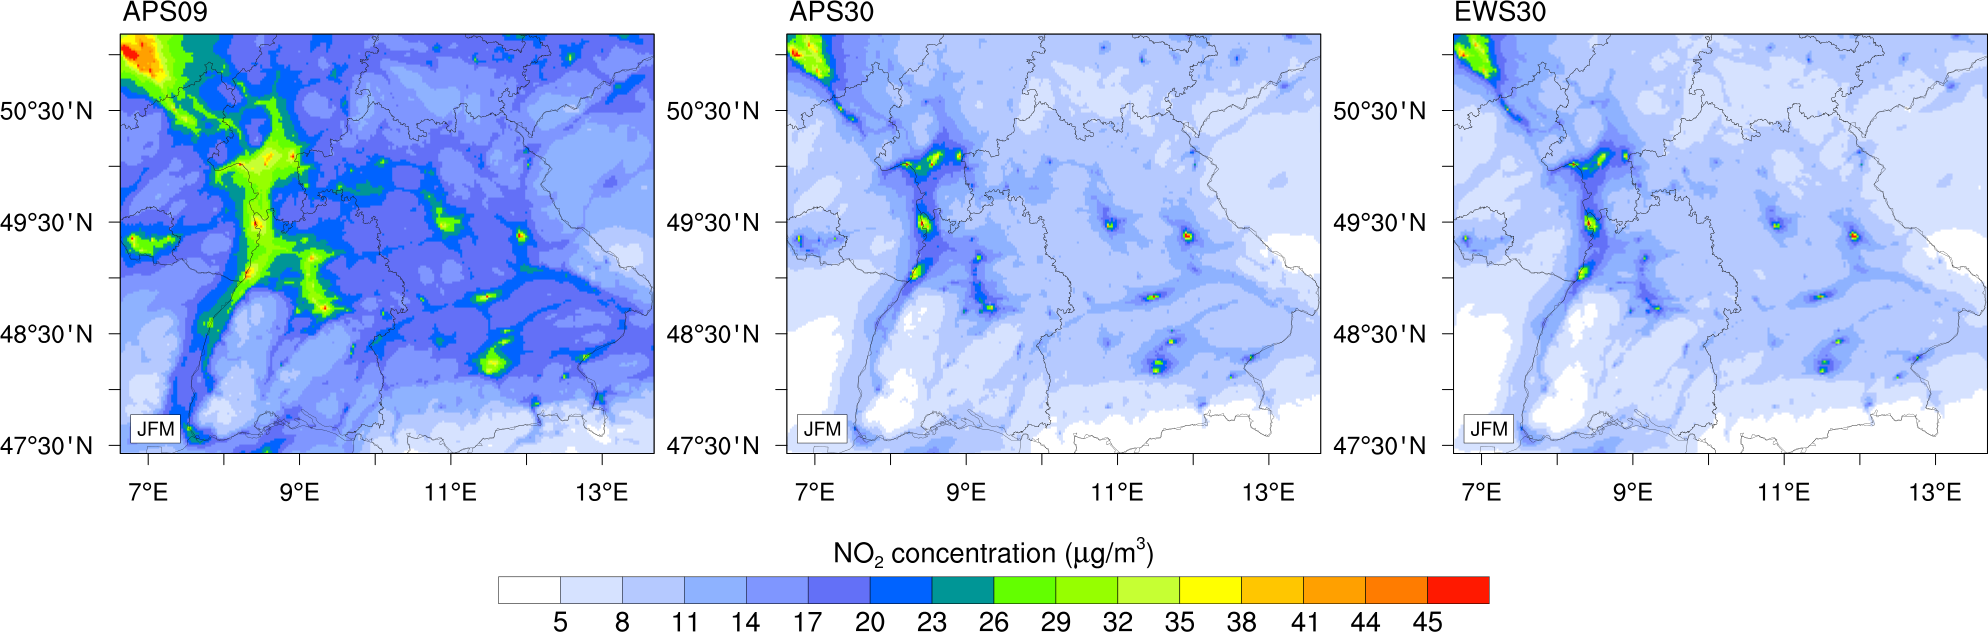 APS09 APS30 EWS30
50°30'N 50°30'N 50°30'N
49°30'N 49°30'N 49°30'N
48°30'N 48°30'N 48°30'N
JFM JFM JFM
47°30'N 47°30'N 47°30'N
7°E 9°E 11°E 13°E 7°E 9°E 11°E 13°E 7°E 9°E 11°E 13°E
NO₂ concentration (μg/m³)
5 8 11 14 17 20 23 26 29 32 35 38 41 44 45